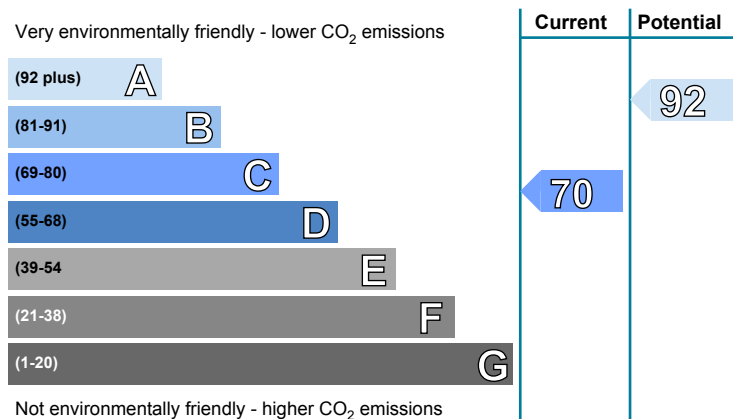 Very environmentally friendly - lower CO2 emissions
Current
Potential
(92 plus) A
(81-91) B
(69-80) C
(55-68) D
(39-54 E
(21-38) F
(1-20) G
92
70
Not environmentally friendly - higher CO2 emissions